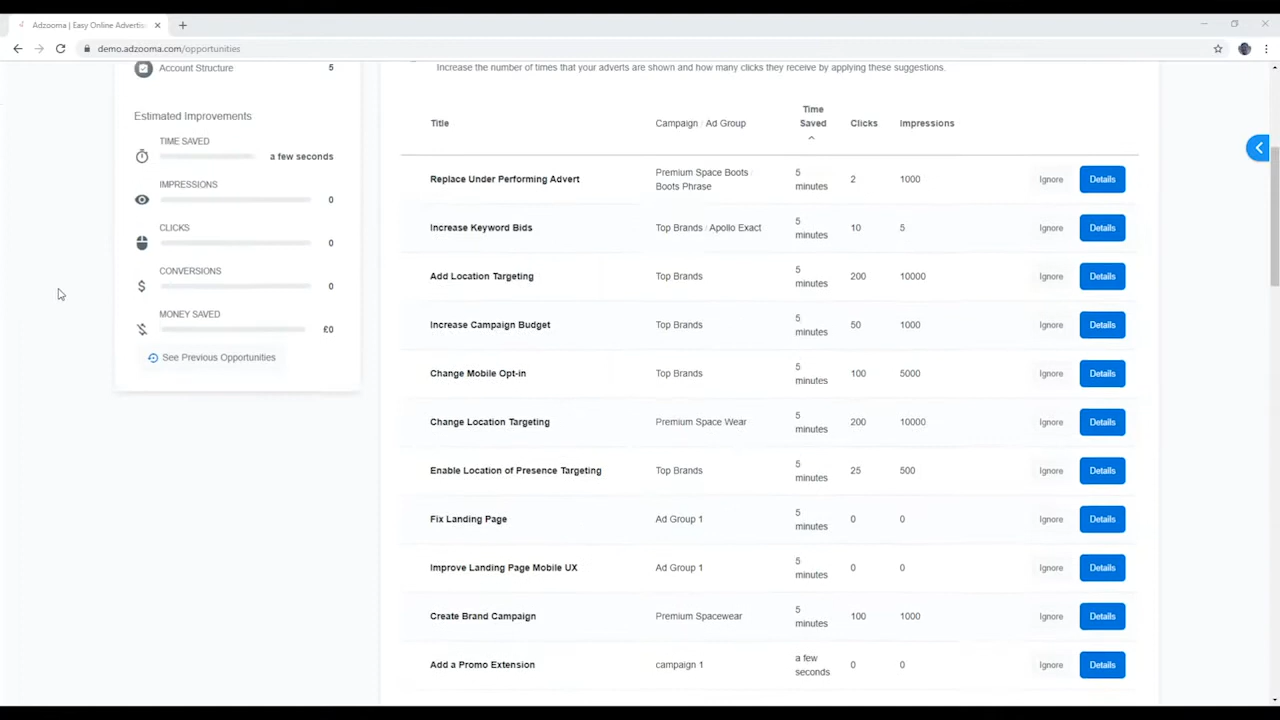 Adzooma | Easy Online Advertis
demo.adzooma.com/opportunities
Account Structure 5
Estimated Improvements
TIME SAVED
a few seconds
IMPRESSIONS
0
CLICKS
0
CONVERSIONS
0
MONEY SAVED
£0
See Previous Opportunities
Increase the number of times that your adverts are shown and how many clicks they receive by applying these suggestions.
Title Campaign / Ad Group Time Saved Clicks Impressions
Replace Under Performing Advert Premium Space Boots / Boots Phrase 5 minutes 2 1000 Ignore Details
Increase Keyword Bids Top Brands / Apollo Exact 5 minutes 10 5 Ignore Details
Add Location Targeting Top Brands 5 minutes 200 10000 Ignore Details
Increase Campaign Budget Top Brands 5 minutes 50 1000 Ignore Details
Change Mobile Opt-in Top Brands 5 minutes 100 5000 Ignore Details
Change Location Targeting Premium Space Wear 5 minutes 200 10000 Ignore Details
Enable Location of Presence Targeting Top Brands 5 minutes 25 500 Ignore Details
Fix Landing Page Ad Group 1 5 minutes 0 0 Ignore Details
Improve Landing Page Mobile UX Ad Group 1 5 minutes 0 0 Ignore Details
Create Brand Campaign Premium Spacewear 5 minutes 100 1000 Ignore Details
Add a Promo Extension campaign 1 a few seconds 0 0 Ignore Details